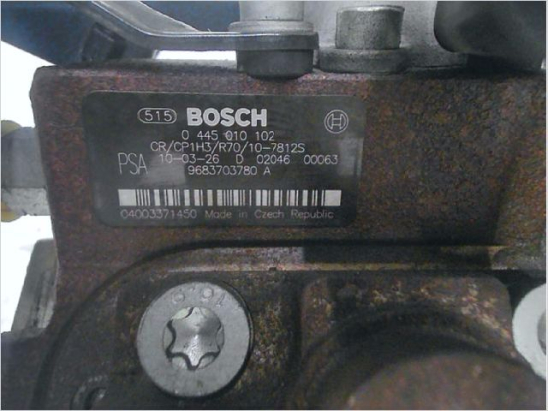 515 BOSCH
0 445 010 102
CR/CP1H3/R70/10-7812S
PSA 10-03-26 D 02046 00063
9683703780 A
04003371450 Made in Czech Republic